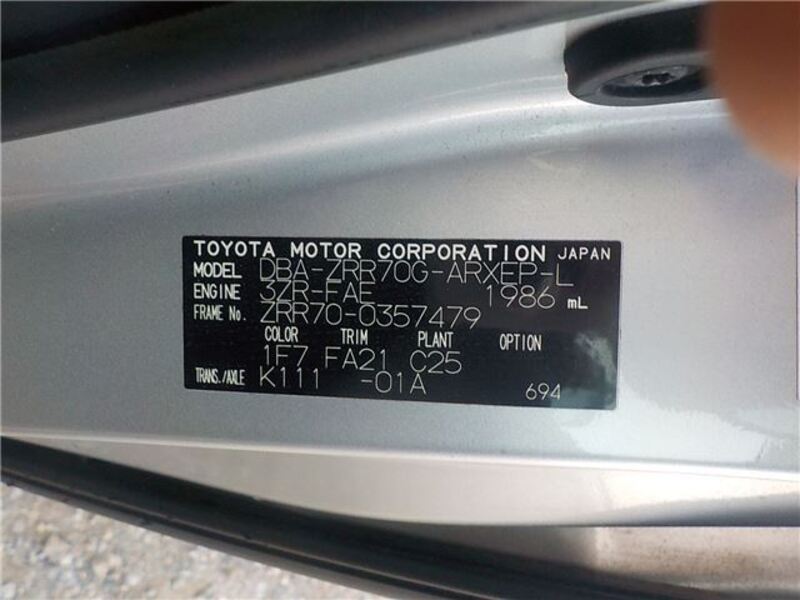 TOYOTA MOTOR CORPORATION JAPAN
MODEL DBA-ZRR70G-ARXEP-L
ENGINE 3ZR-FAE 1986 mL
FRAME No. ZRR70-0357479
COLOR TRIM PLANT OPTION
1F7 FA21 C25
TRANS./AXLE K111 -01A 694